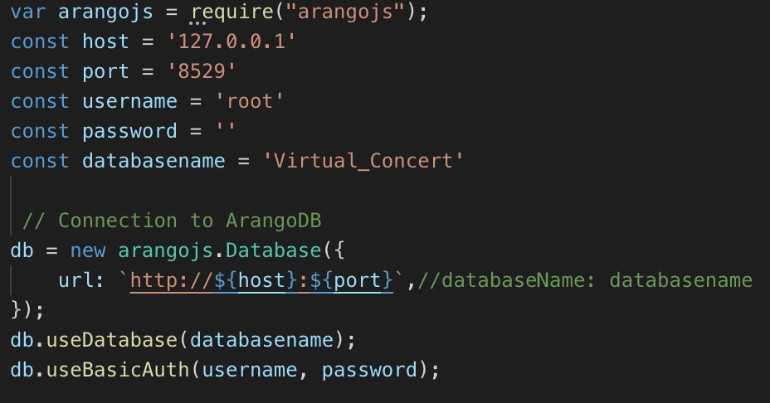 var arangojs = require("arangojs");
const host = '127.0.0.1'
const port = '8529'
const username = 'root'
const password = ''
const databasename = 'Virtual_Concert'
// Connection to ArangoDB
db = new arangojs.Database({
url: `http://${host}:${port}`,//databaseName: databasename
});
db.useDatabase(databasename);
db.useBasicAuth(username, password);